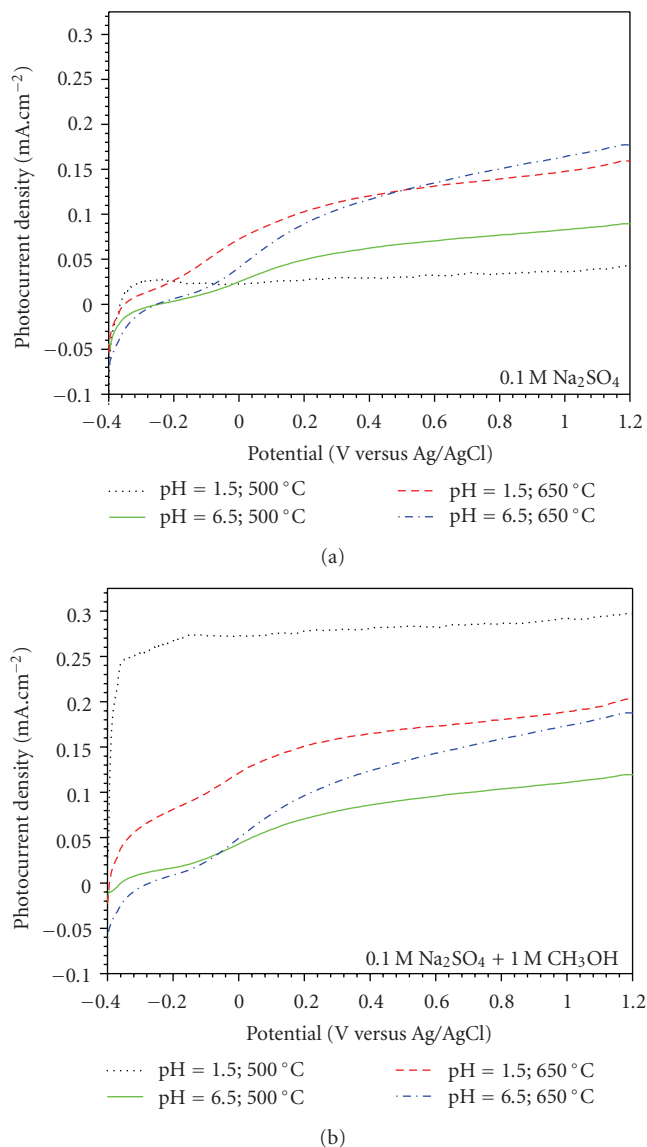 0.3
0.25
0.2
0.15
0.1
0.05
0
−0.05
−0.1
Photocurrent density (mA.cm⁻²)
0.1 M Na₂SO₄
−0.4 −0.2 0 0.2 0.4 0.6 0.8 1 1.2
Potential (V versus Ag/AgCl)
pH = 1.5; 500 °C pH = 1.5; 650 °C
pH = 6.5; 500 °C pH = 6.5; 650 °C
(a)
0.3
0.25
0.2
0.15
0.1
0.05
0
−0.05
−0.1
Photocurrent density (mA.cm⁻²)
0.1 M Na₂SO₄ + 1 M CH₃OH
−0.4 −0.2 0 0.2 0.4 0.6 0.8 1 1.2
Potential (V versus Ag/AgCl)
pH = 1.5; 500 °C pH = 1.5; 650 °C
pH = 6.5; 500 °C pH = 6.5; 650 °C
(b)